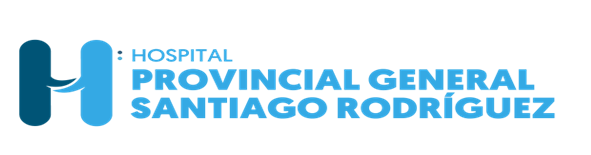 HOSPITAL
PROVINCIAL GENERAL
SANTIAGO RODRÍGUEZ